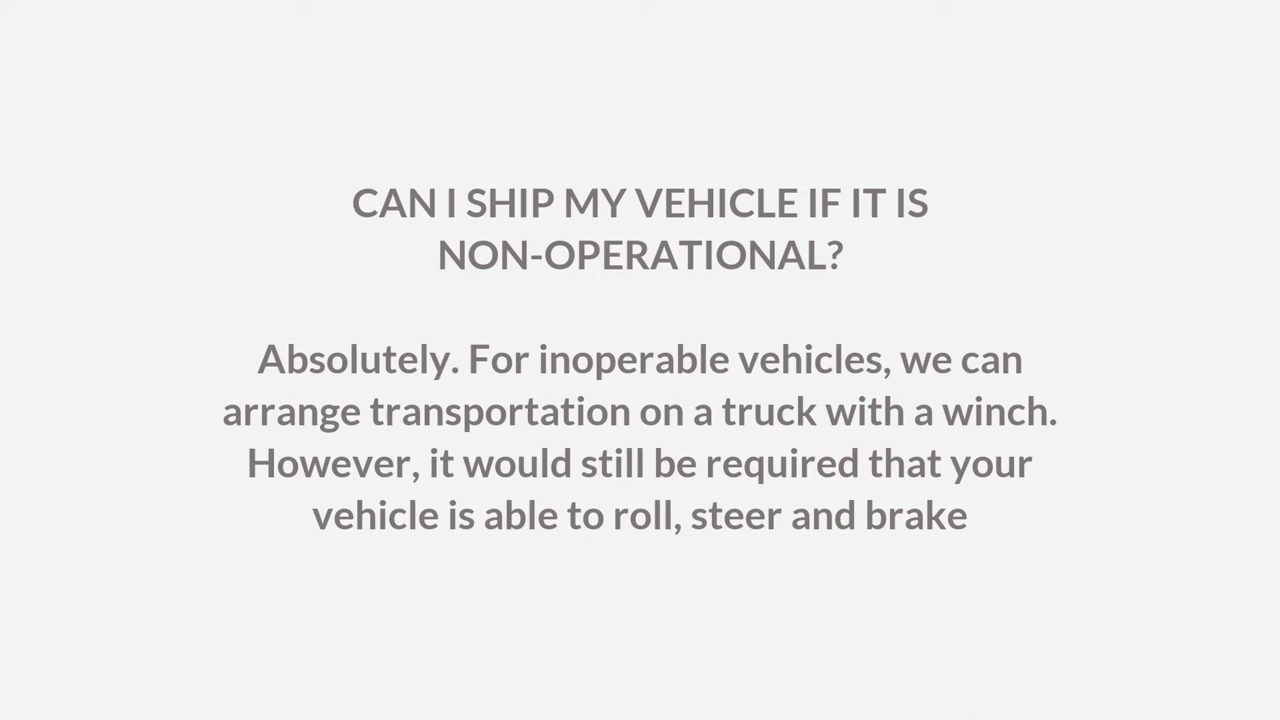 CAN I SHIP MY VEHICLE IF IT IS
NON-OPERATIONAL?
Absolutely. For inoperable vehicles, we can
arrange transportation on a truck with a winch.
However, it would still be required that your
vehicle is able to roll, steer and brake